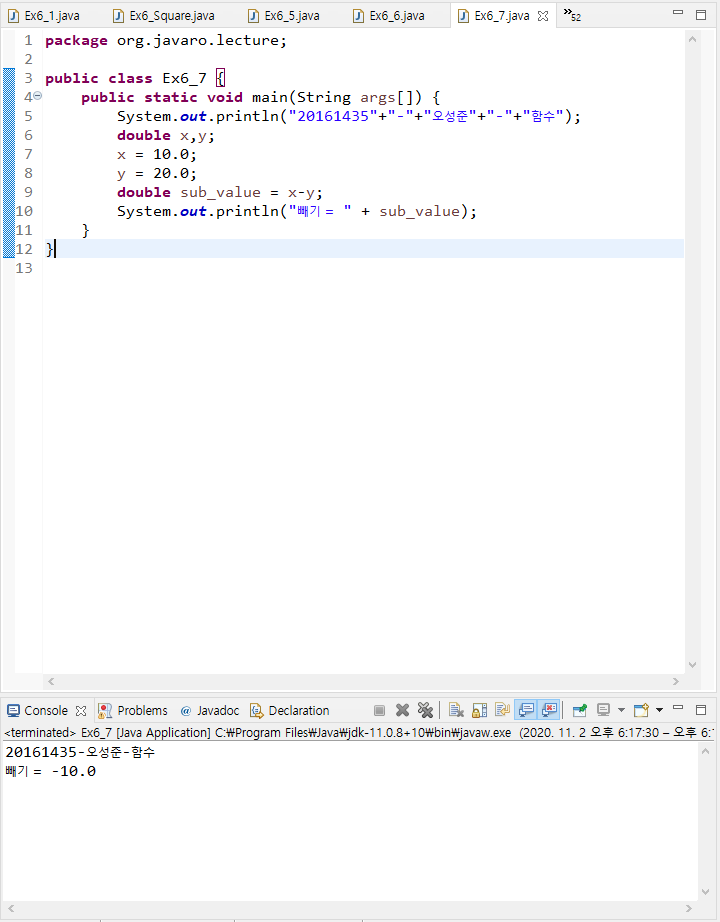 Ex6_1.java Ex6_Square.java Ex6_5.java Ex6_6.java Ex6_7.java »52
1 package org.javaro.lecture;
2
3 public class Ex6_7 {
4 public static void main(String args[]) {
5 System.out.println("20161435"+"-"+"오성준"+"-"+"함수");
6 double x,y;
7 x = 10.0;
8 y = 20.0;
9 double sub_value = x-y;
10 System.out.println("빼기 = " + sub_value);
11 }
12 }
13
Console Problems @ Javadoc Declaration
<terminated> Ex6_7 [Java Application] C:₩Program Files₩Java₩jdk-11.0.8+10₩bin₩javaw.exe (2020. 11. 2 오후 6:17:30 – 오후 6:1
20161435-오성준-함수
빼기 = -10.0